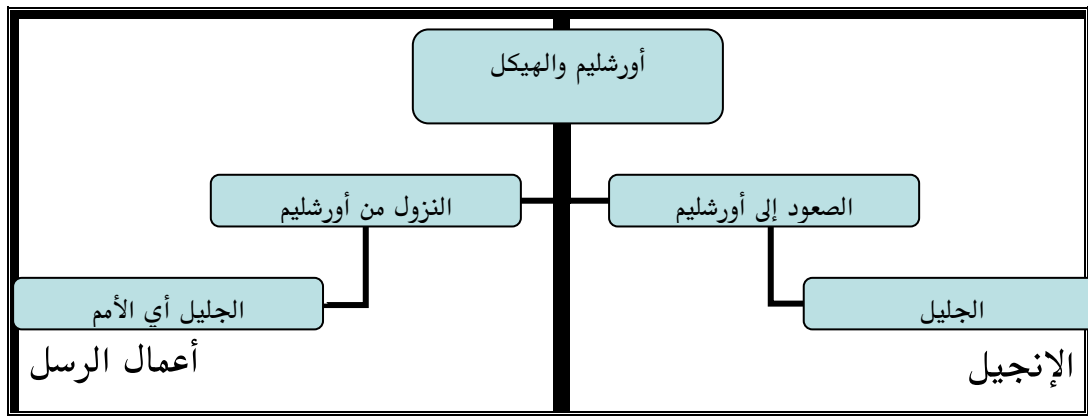 أورشليم والهيكل
الصعود إلى أورشليم
النزول من أورشليم
الجليل
الجليل أي الأمم
الإنجيل
أعمال الرسل